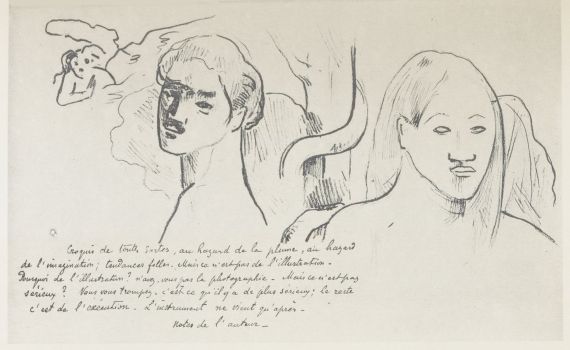 Croquis de toutes sortes, au hazard de la plume, au hazard
de l'imagination; tendances folles - Mais ce n'est pas de l'illustration -
Pourquoi de l'illustration? n'avez vous pas la photographie - Mais ce n'est pas
sérieux? Vous vous trompez, c'est ce qu'il y a de plus sérieux; le reste
c'est de l'exécution - L'instrument ne vient qu'après -
Notes de l'auteur -